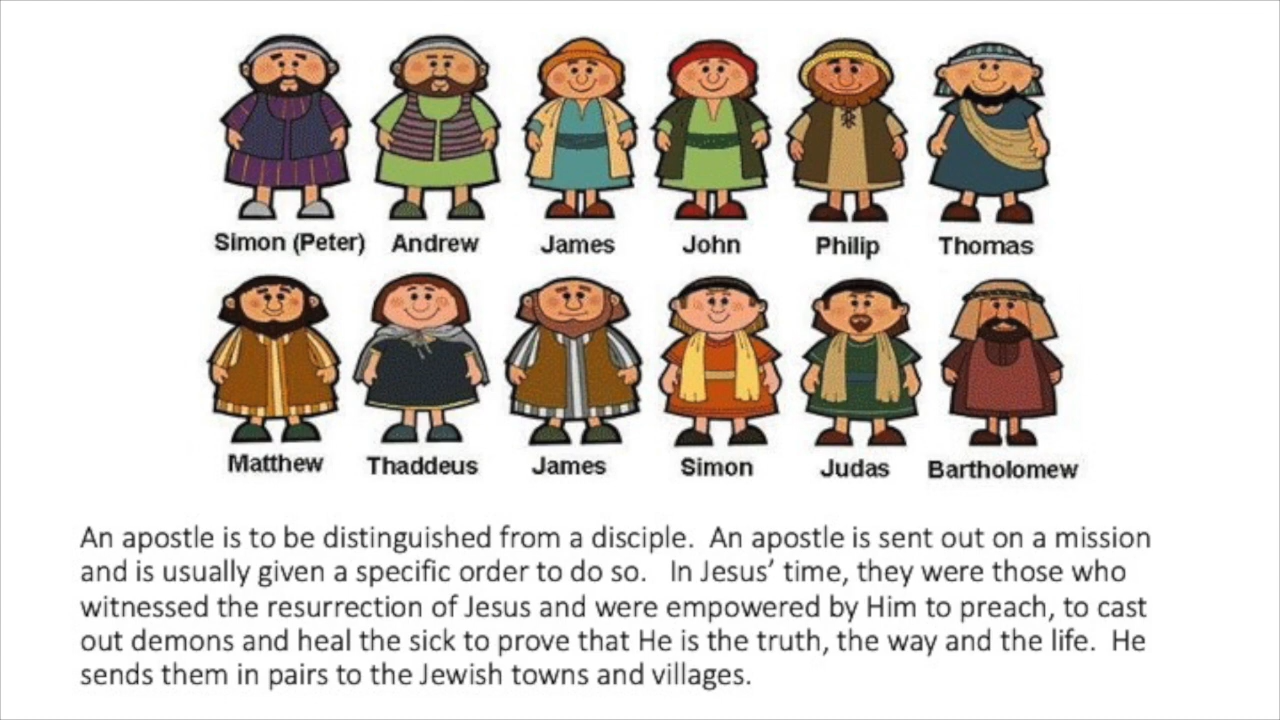 Simon (Peter) Andrew James John Philip Thomas
Matthew Thaddeus James Simon Judas Bartholomew
An apostle is to be distinguished from a disciple.  An apostle is sent out on a mission
and is usually given a specific order to do so.   In Jesus’ time, they were those who
witnessed the resurrection of Jesus and were empowered by Him to preach, to cast
out demons and heal the sick to prove that He is the truth, the way and the life.  He
sends them in pairs to the Jewish towns and villages.